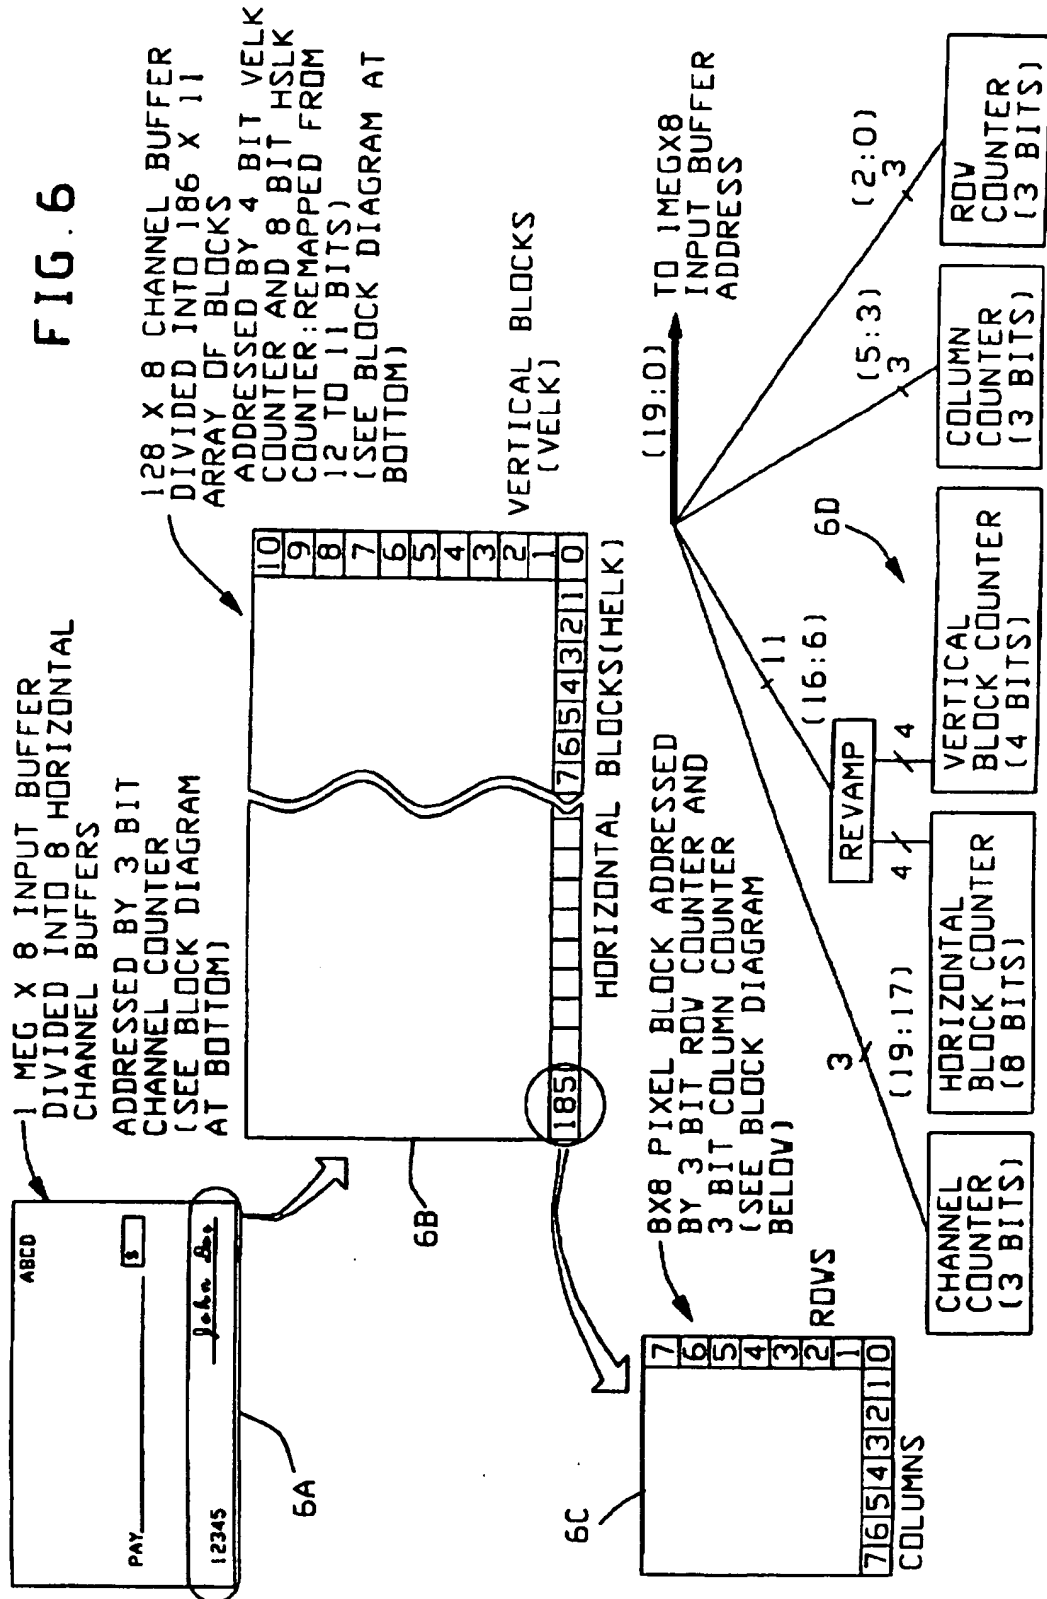 FIG.6
1 MEG X 8 INPUT BUFFER
DIVIDED INTO 8 HORIZONTAL
CHANNEL BUFFERS
ADDRESSED BY 3 BIT
CHANNEL COUNTER
(SEE BLOCK DIAGRAM
AT BOTTOM)
ABCD
PAY
$
12345
John Doe
6A
128 X 8 CHANNEL BUFFER
DIVIDED INTO 186 X 11
ARRAY OF BLOCKS
ADDRESSED BY 4 BIT VELK
COUNTER AND 8 BIT HSLK
COUNTER:REMAPPED FROM
12 TO 11 BITS)
(SEE BLOCK DIAGRAM AT
BOTTOM)
10
9
8
7
6
5
4
3
2
1
0
VERTICAL BLOCKS
(VELK)
185
7 6 5 4 3 2 1
HORIZONTAL BLOCKS(HELK)
6B
8X8 PIXEL BLOCK ADDRESSED
BY 3 BIT ROW COUNTER AND
3 BIT COLUMN COUNTER
(SEE BLOCK DIAGRAM
BELOW)
6C
7
6
5
4
3
2
1
0
ROWS
7 6 5 4 3 2 1
COLUMNS
(19:0)
TO 1MEGX8
INPUT BUFFER
ADDRESS
3
(19:17)
11
(16:6)
(5:3)
3
(2:0)
3
REVAMP
4
4
6D
CHANNEL
COUNTER
(3 BITS)
HORIZONTAL
BLOCK COUNTER
(8 BITS)
VERTICAL
BLOCK COUNTER
(4 BITS)
COLUMN
COUNTER
(3 BITS)
ROW
COUNTER
(3 BITS)